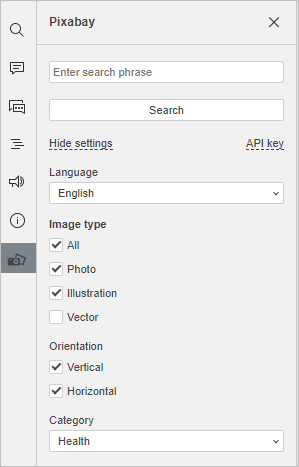 Pixabay
Enter search phrase
Search
Hide settings API key
Language
English
Image type
All
Photo
Illustration
Vector
Orientation
Vertical
Horizontal
Category
Health